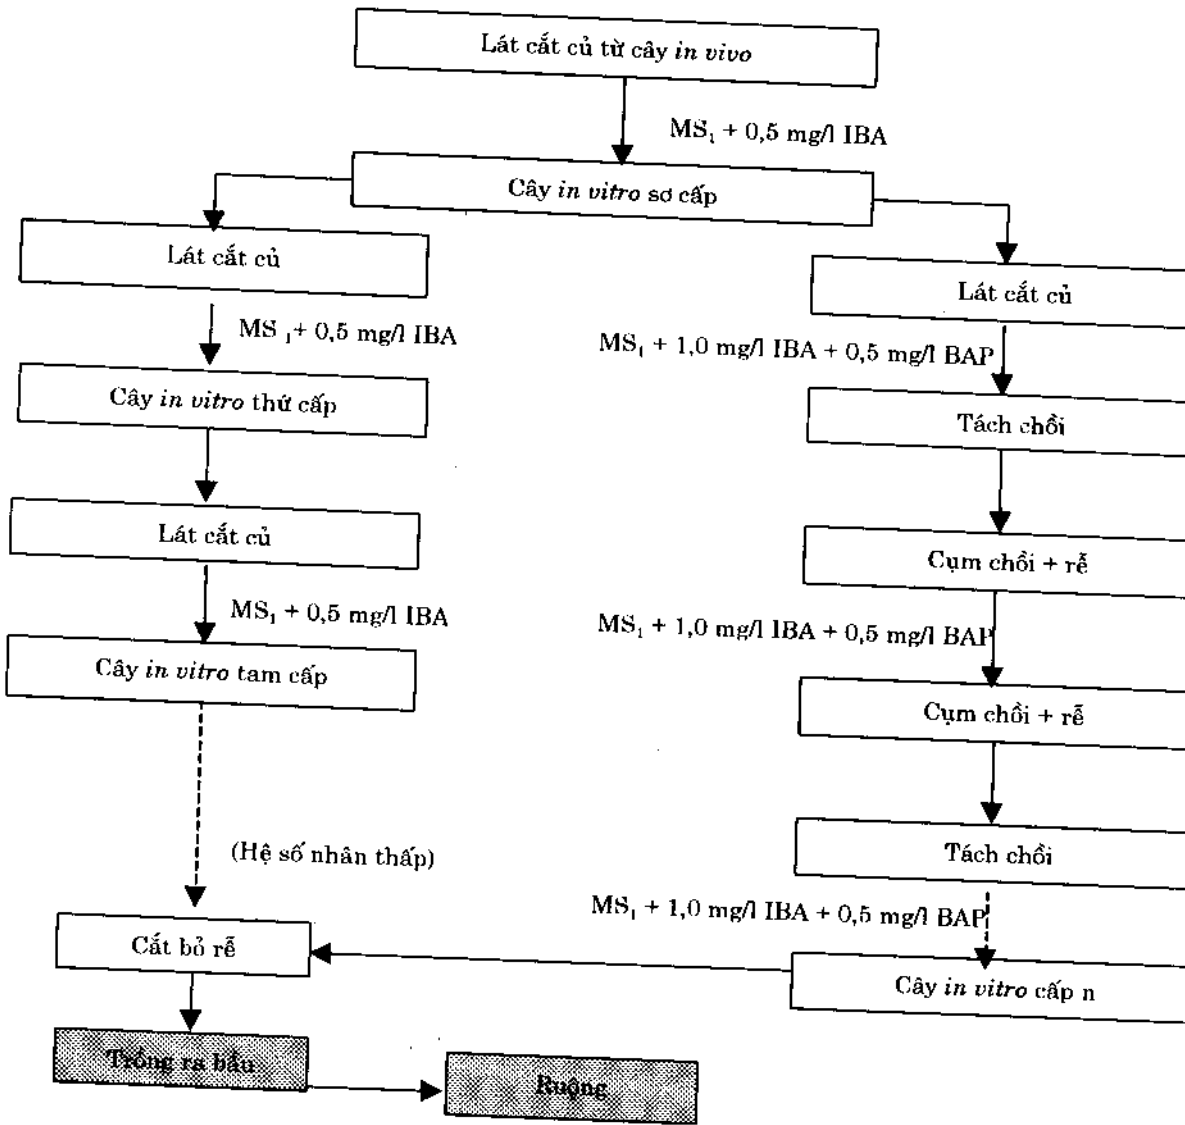 Lát cắt củ từ cây in vivo
MS₁ + 0,5 mg/l IBA
Cây in vitro sơ cấp
Lát cắt củ
MS ₁+ 0,5 mg/l IBA
Cây in vitro thứ cấp
Lát cắt củ
MS₁ + 0,5 mg/l IBA
Cây in vitro tam cấp
(Hệ số nhân thấp)
Lát cắt củ
MS₁ + 1,0 mg/l IBA + 0,5 mg/l BAP
Tách chồi
Cụm chồi + rễ
MS₁ + 1,0 mg/l IBA + 0,5 mg/l BAP
Cụm chồi + rễ
Tách chồi
MS₁ + 1,0 mg/l IBA + 0,5 mg/l BAP
Cây in vitro cấp n
Cắt bỏ rễ
Trồng ra bầu
Ruộng